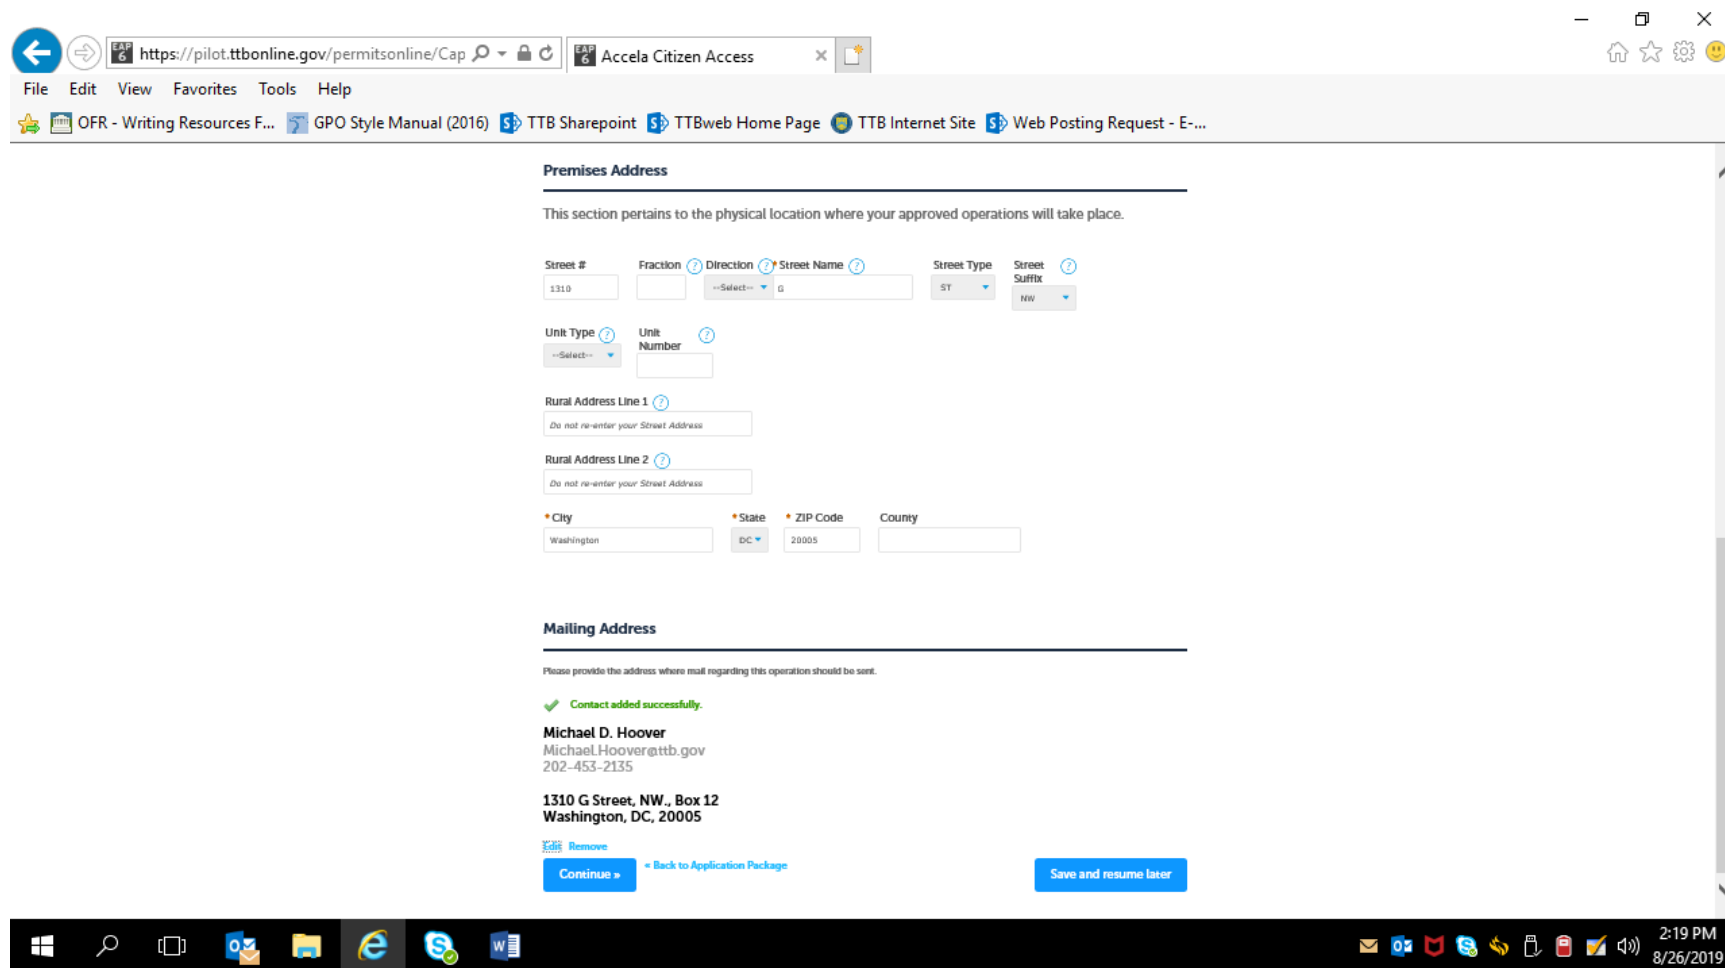 https://pilot.ttbonline.gov/permitsonline/Cap
EAP 6 Accela Citizen Access
File Edit View Favorites Tools Help
OFR - Writing Resources F... GPO Style Manual (2016) TTB Sharepoint TTBweb Home Page TTB Internet Site Web Posting Request - E-...
Premises Address
This section pertains to the physical location where your approved operations will take place.
Street # Fraction ? Direction ? * Street Name ? Street Type Street Suffix ?
1310 --Select-- G ST NW
Unit Type ? Unit Number ?
--Select--
Rural Address Line 1 ?
Do not re-enter your Street Address
Rural Address Line 2 ?
Do not re-enter your Street Address
* City * State * ZIP Code County
Washington DC 20005
Mailing Address
Please provide the address where mail regarding this operation should be sent.
Contact added successfully.
Michael D. Hoover
Michael.Hoover@ttb.gov
202-453-2135
1310 G Street, NW., Box 12
Washington, DC, 20005
Edit Remove
Continue » « Back to Application Package Save and resume later
2:19 PM
8/26/2019